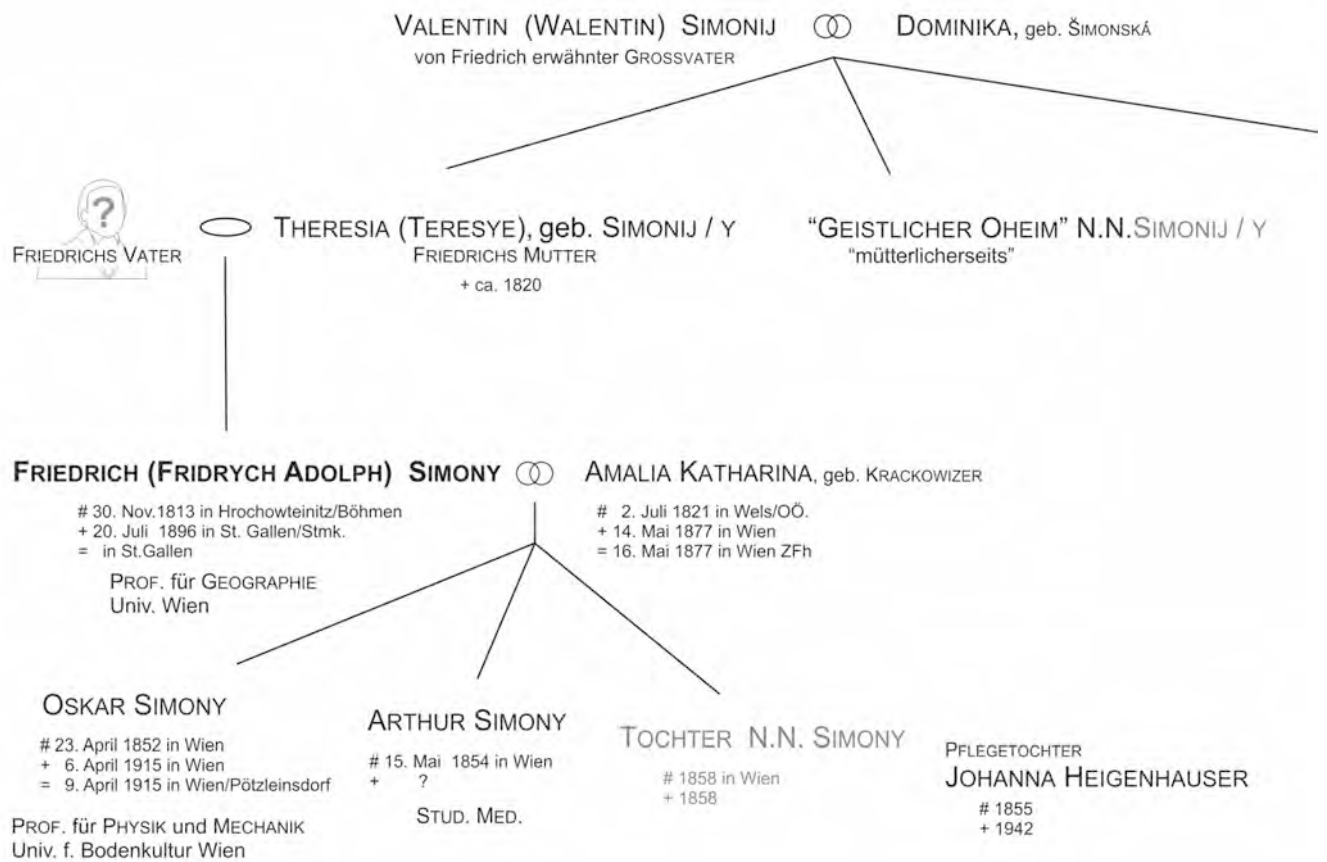 VALENTIN (WALENTIN) SIMONIJ
DOMINIKA, geb. ŠIMONSKÁ
von Friedrich erwähnter GROSSVATER
?
FRIEDRICHS VATER
THERESIA (TERESYE), geb. SIMONIJ / Y
FRIEDRICHS MUTTER
+ ca. 1820
"GEISTLICHER OHEIM" N.N. SIMONIJ / Y
"mütterlicherseits"
FRIEDRICH (FRIDRYCH ADOLPH) SIMONY
# 30. Nov.1813 in Hrochowteinitz/Böhmen
+ 20. Juli 1896 in St. Gallen/Stmk.
= in St.Gallen
PROF. für GEOGRAPHIE
Univ. Wien
AMALIA KATHARINA, geb. KRACKOWIZER
# 2. Juli 1821 in Wels/OÖ.
+ 14. Mai 1877 in Wien
= 16. Mai 1877 in Wien ZFh
OSKAR SIMONY
# 23. April 1852 in Wien
+ 6. April 1915 in Wien
= 9. April 1915 in Wien/Pötzleinsdorf
PROF. für PHYSIK und MECHANIK
Univ. f. Bodenkultur Wien
ARTHUR SIMONY
# 15. Mai 1854 in Wien
+ ?
STUD. MED.
TOCHTER N.N. SIMONY
# 1858 in Wien
+ 1858
PFLEGETOCHTER
JOHANNA HEIGENHAUSER
# 1855
+ 1942